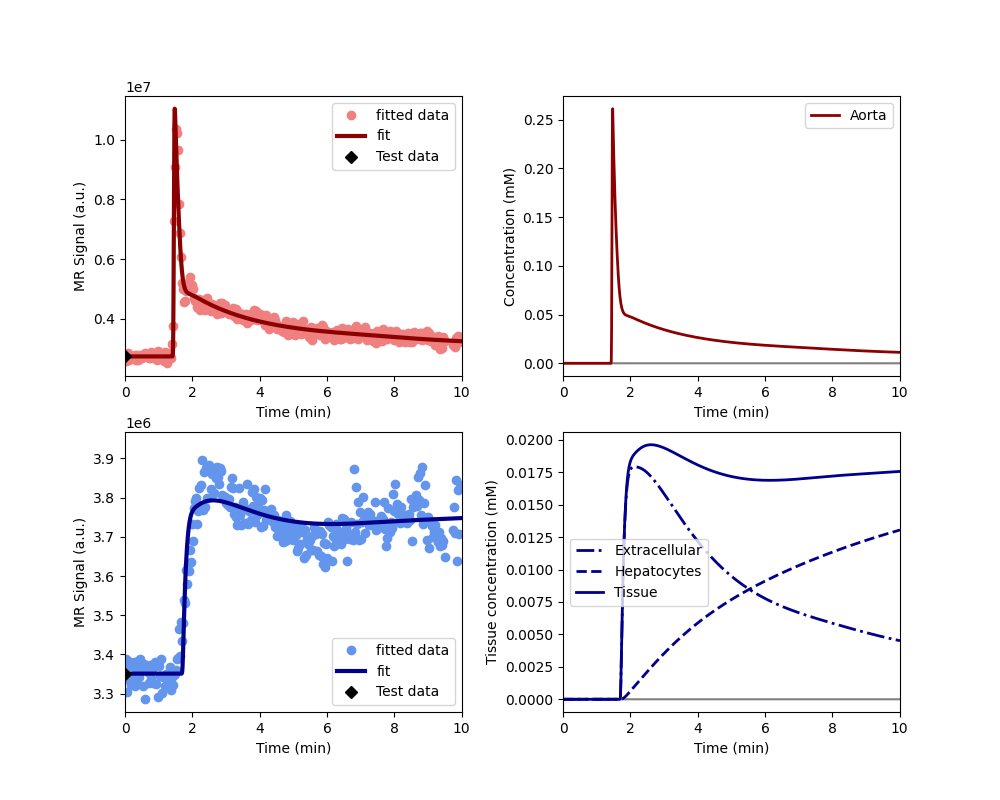 1e7
MR Signal (a.u.)
1.0
0.8
0.6
0.4
fitted data
fit
Test data
0 2 4 6 8 10
Time (min)
Concentration (mM)
0.25
0.20
0.15
0.10
0.05
0.00
Aorta
0 2 4 6 8 10
Time (min)
1e6
MR Signal (a.u.)
3.9
3.8
3.7
3.6
3.5
3.4
3.3
fitted data
fit
Test data
0 2 4 6 8 10
Time (min)
Tissue concentration (mM)
0.0200
0.0175
0.0150
0.0125
0.0100
0.0075
0.0050
0.0025
0.0000
Extracellular
Hepatocytes
Tissue
0 2 4 6 8 10
Time (min)